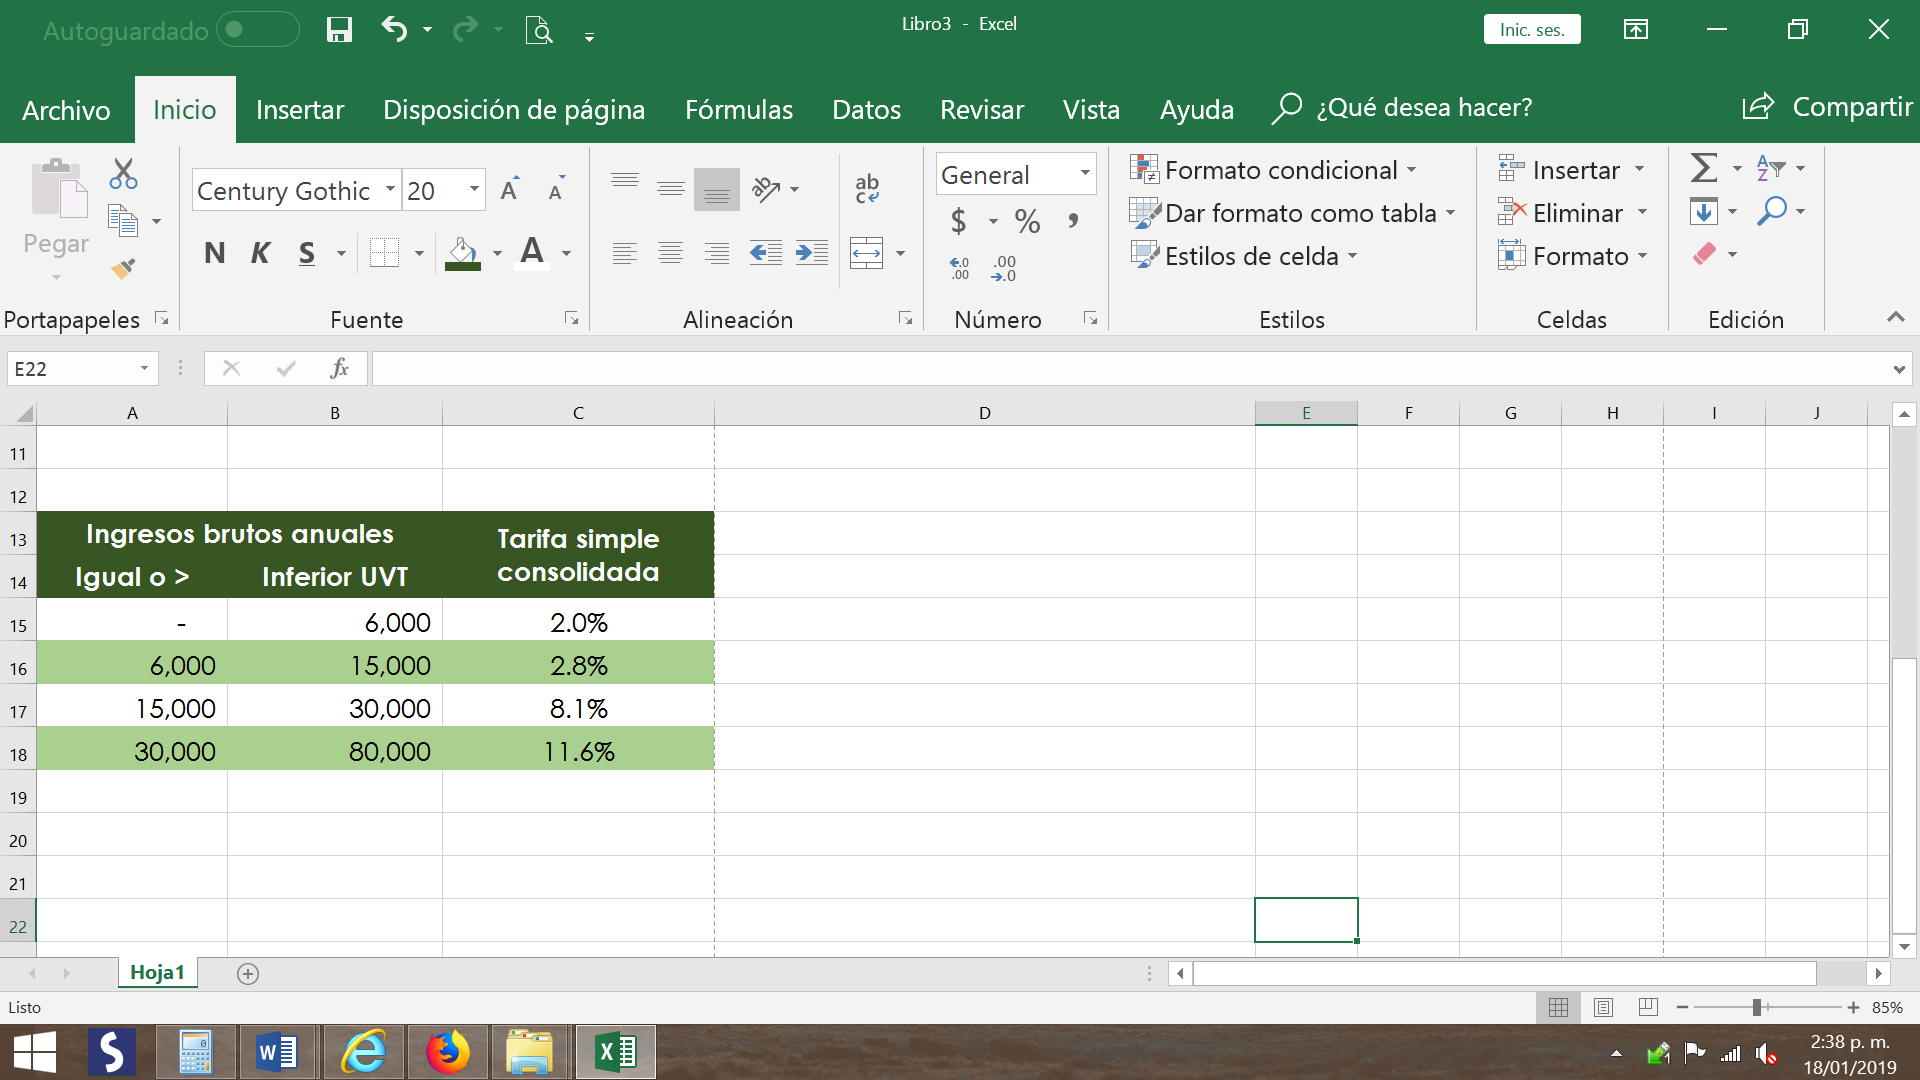 Autoguardado
Libro3 - Excel
Inic. ses.
Archivo Inicio Insertar Disposición de página Fórmulas Datos Revisar Vista Ayuda ¿Qué desea hacer? Compartir
Pegar
Century Gothic 20
N K S A
ab
c
General
$ % ,
Formato condicional
Dar formato como tabla
Estilos de celda
Insertar
Eliminar
Formato
Portapapeles Fuente Alineación Número Estilos Celdas Edición
E22
fx
A B C D E F G H I J
11
12
13 Ingresos brutos anuales Tarifa simple
14 Igual o > Inferior UVT consolidada
15 - 6,000 2.0%
16 6,000 15,000 2.8%
17 15,000 30,000 8.1%
18 30,000 80,000 11.6%
19
20
21
22
Hoja1
Listo
85%
2:38 p. m.
18/01/2019